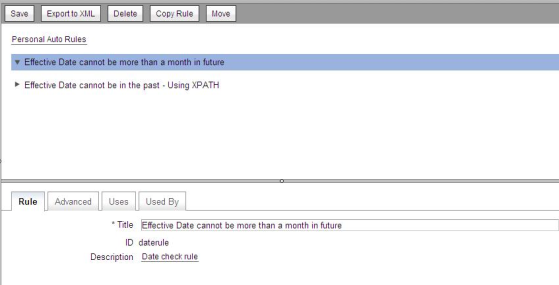 Save Export to XML Delete Copy Rule Move
Personal Auto Rules
Effective Date cannot be more than a month in future
Effective Date cannot be in the past - Using XPATH
Rule Advanced Uses Used By
* Title Effective Date cannot be more than a month in future
ID daterule
Description Date check rule